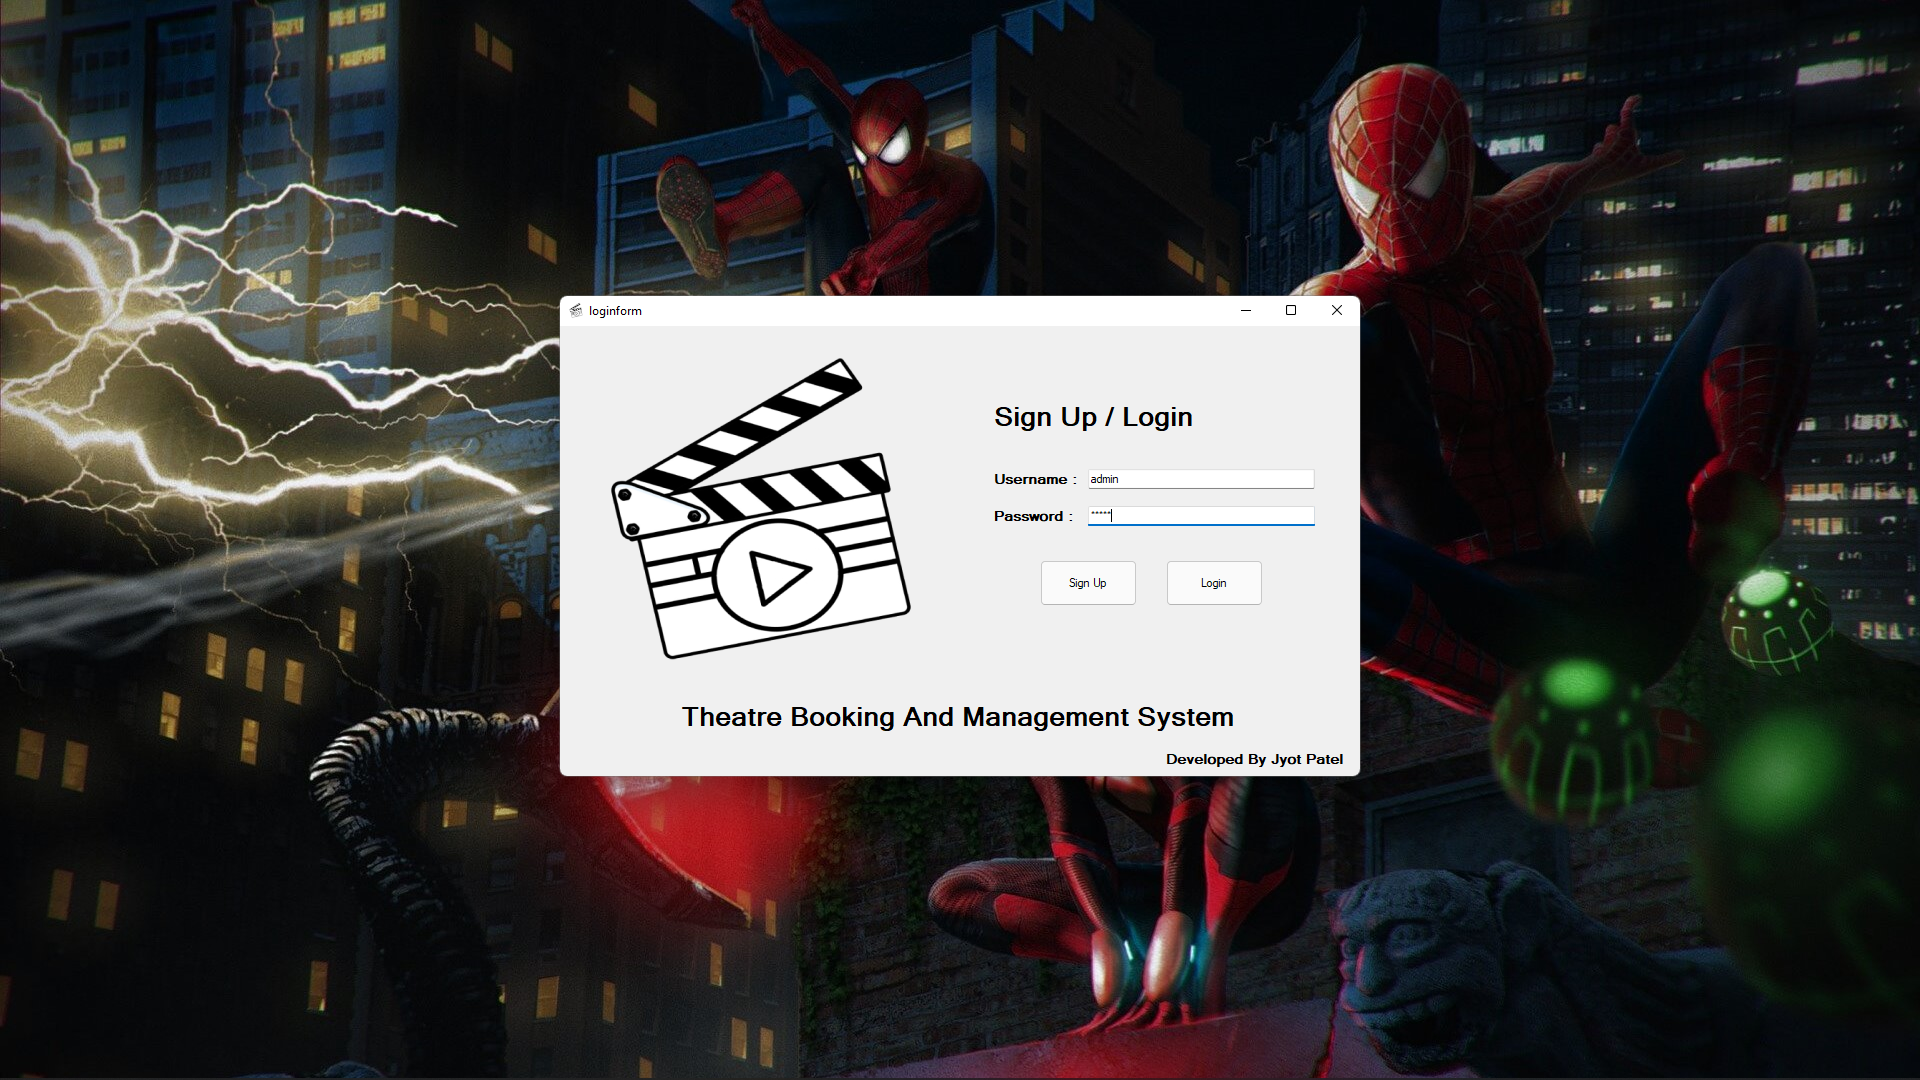 loginform
Sign Up / Login
Username :
admin
Password :
*****
Sign Up
Login
Theatre Booking And Management System
Developed By Jyot Patel